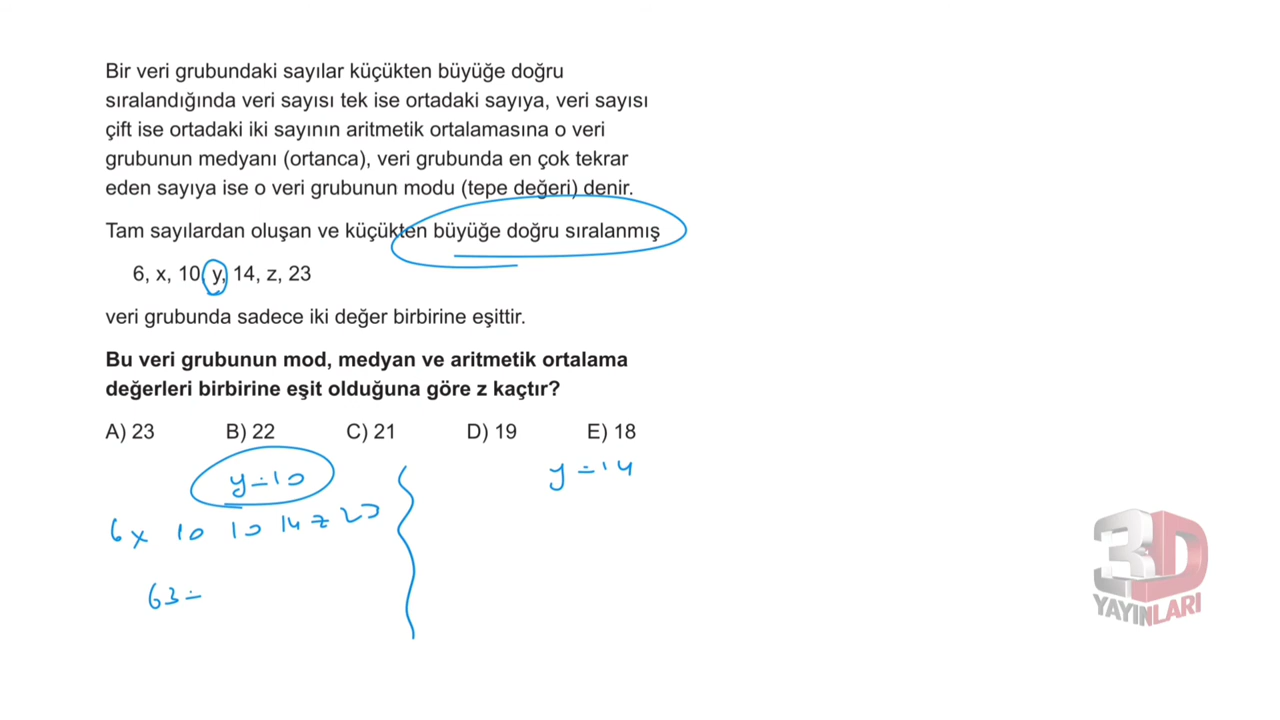 Bir veri grubundaki sayılar küçükten büyüğe doğru
sıralandığında veri sayısı tek ise ortadaki sayıya, veri sayısı
çift ise ortadaki iki sayının aritmetik ortalamasına o veri
grubunun medyanı (ortanca), veri grubunda en çok tekrar
eden sayıya ise o veri grubunun modu (tepe değeri) denir.
Tam sayılardan oluşan ve küçükten büyüğe doğru sıralanmış
6, x, 10, y, 14, z, 23
veri grubunda sadece iki değer birbirine eşittir.
Bu veri grubunun mod, medyan ve aritmetik ortalama
değerleri birbirine eşit olduğuna göre z kaçtır?
A) 23 B) 22 C) 21 D) 19 E) 18
y=10 y=14
6 x 10 10 14 z 23
63=
3D
YAYINLARI